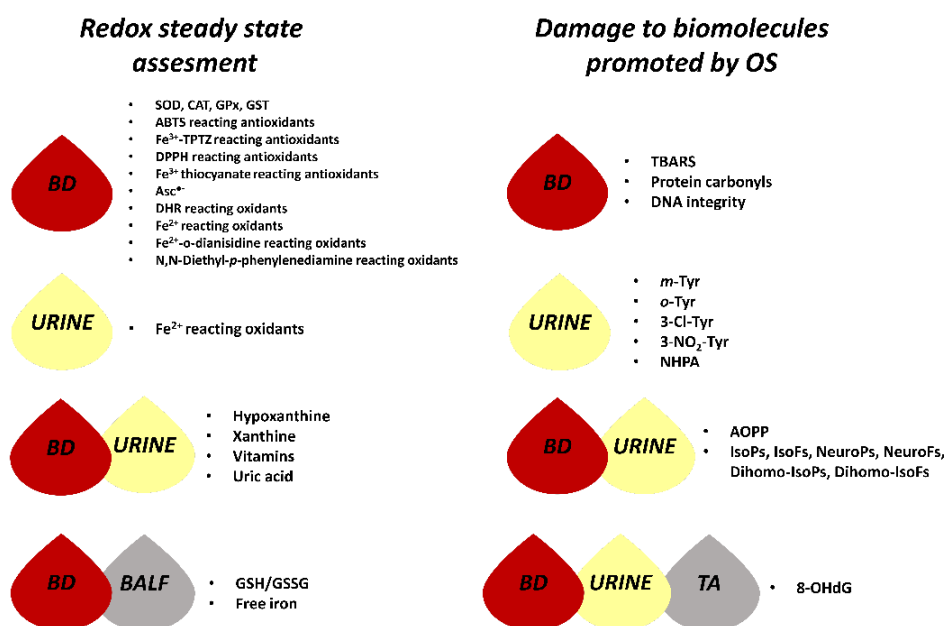 Redox steady state
assesment
• SOD, CAT, GPx, GST
• ABTS reacting antioxidants
• Fe³⁺-TPTZ reacting antioxidants
• DPPH reacting antioxidants
• Fe³⁺ thiocyanate reacting antioxidants
• Asc•⁻
• DHR reacting oxidants
• Fe²⁺ reacting oxidants
• Fe²⁺-o-dianisidine reacting oxidants
• N,N-Diethyl-p-phenylenediamine reacting oxidants
BD
URINE
• Fe²⁺ reacting oxidants
BD URINE
• Hypoxanthine
• Xanthine
• Vitamins
• Uric acid
BD BALF
• GSH/GSSG
• Free iron
Damage to biomolecules
promoted by OS
BD
• TBARS
• Protein carbonyls
• DNA integrity
URINE
• m-Tyr
• o-Tyr
• 3-Cl-Tyr
• 3-NO₂-Tyr
• NHPA
BD URINE
• AOPP
• IsoPs, IsoFs, NeuroPs, NeuroFs,
Dihomo-IsoPs, Dihomo-IsoFs
BD URINE TA
• 8-OHdG